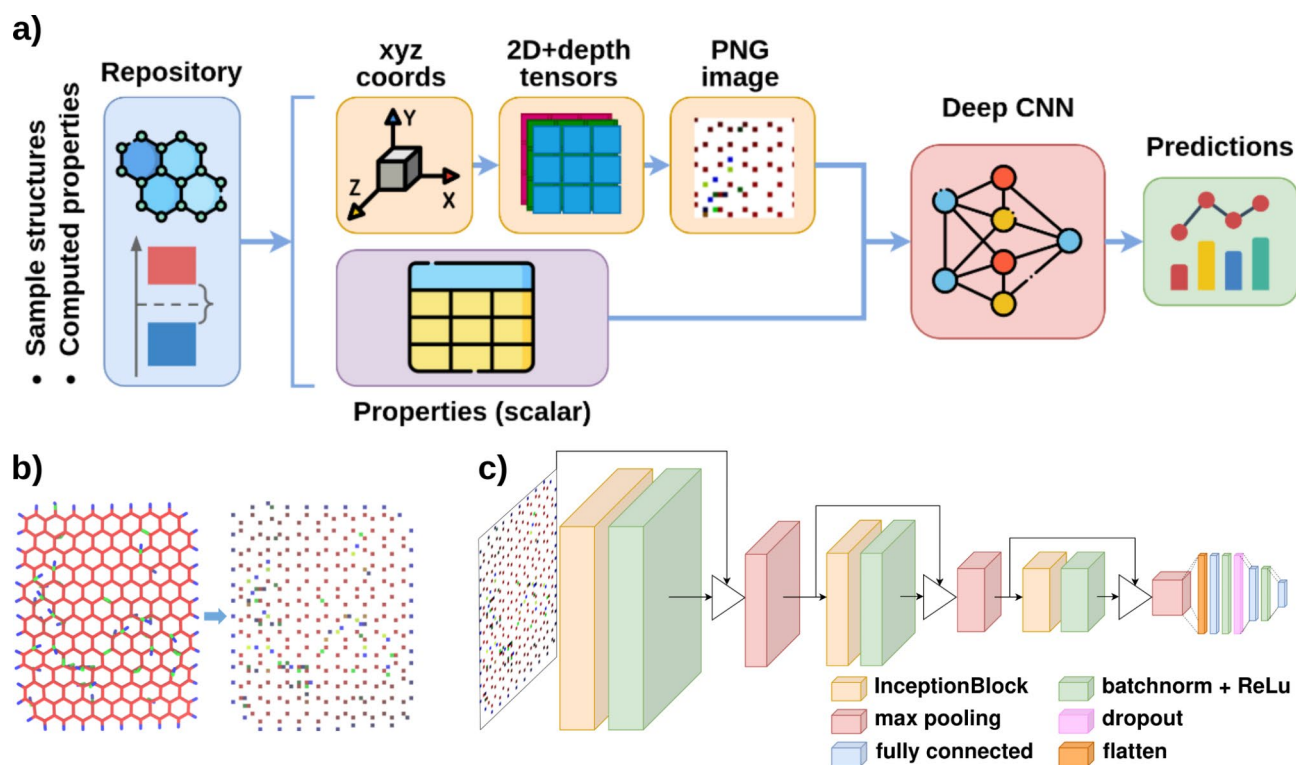 a)
• Sample structures
• Computed properties
Repository
xyz
coords
Y
Z
X
2D+depth
tensors
PNG
image
Properties (scalar)
Deep CNN
Predictions
b)
c)
InceptionBlock
max pooling
fully connected
batchnorm + ReLu
dropout
flatten